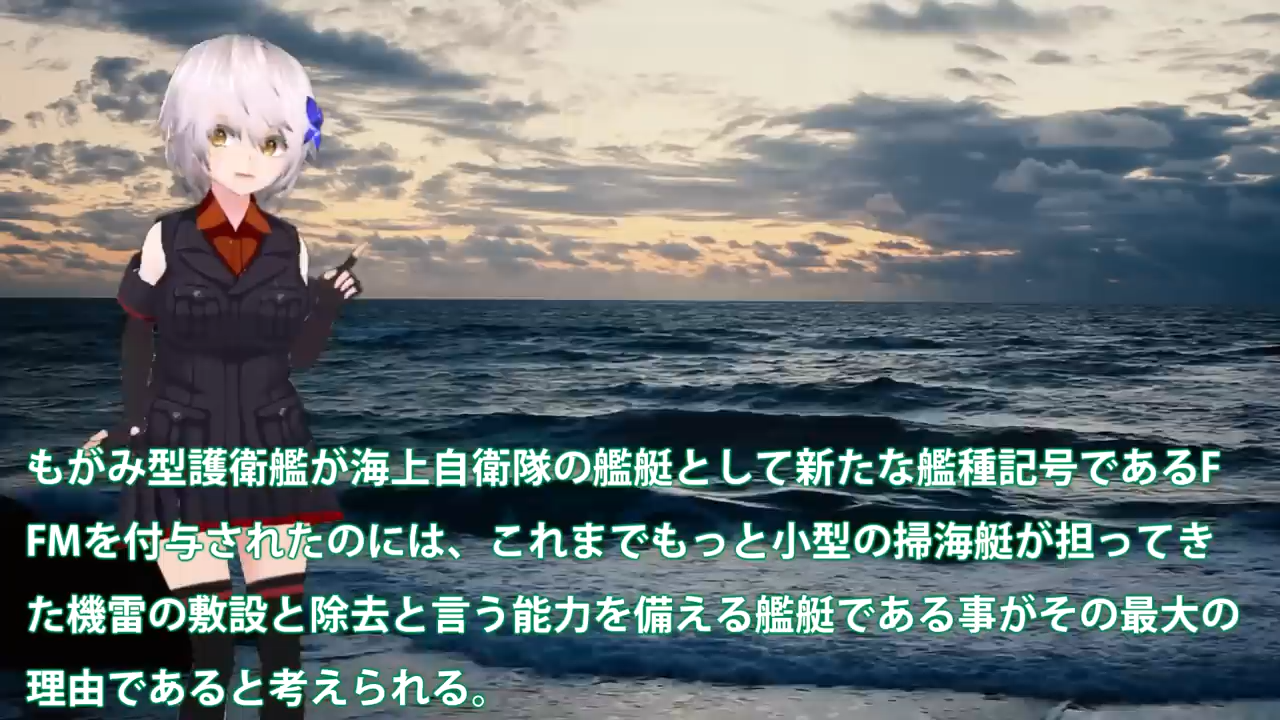 もがみ型護衛艦が海上自衛隊の艦艇として新たな艦種記号であるF
FMを付与されたのには、これまでもっと小型の掃海艇が担ってき
た機雷の敷設と除去と言う能力を備える艦艇である事がその最大の
理由であると考えられる。